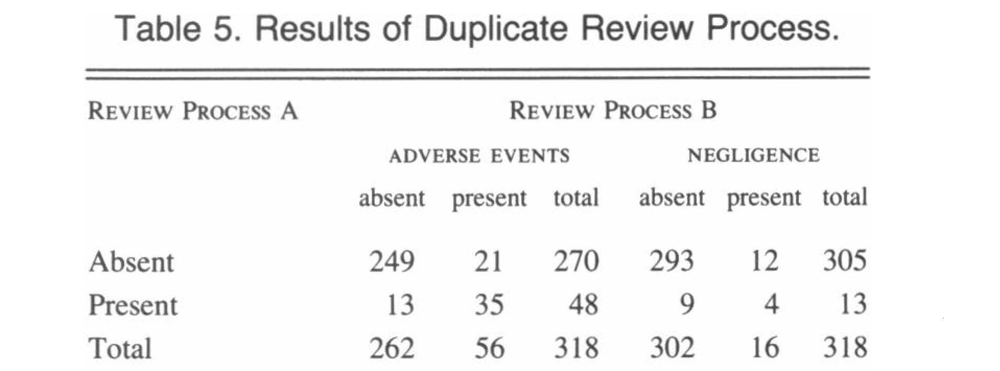 Table 5. Results of Duplicate Review Process.
REVIEW PROCESS A REVIEW PROCESS B
ADVERSE EVENTS NEGLIGENCE
absent present total absent present total
Absent 249 21 270 293 12 305
Present 13 35 48 9 4 13
Total 262 56 318 302 16 318